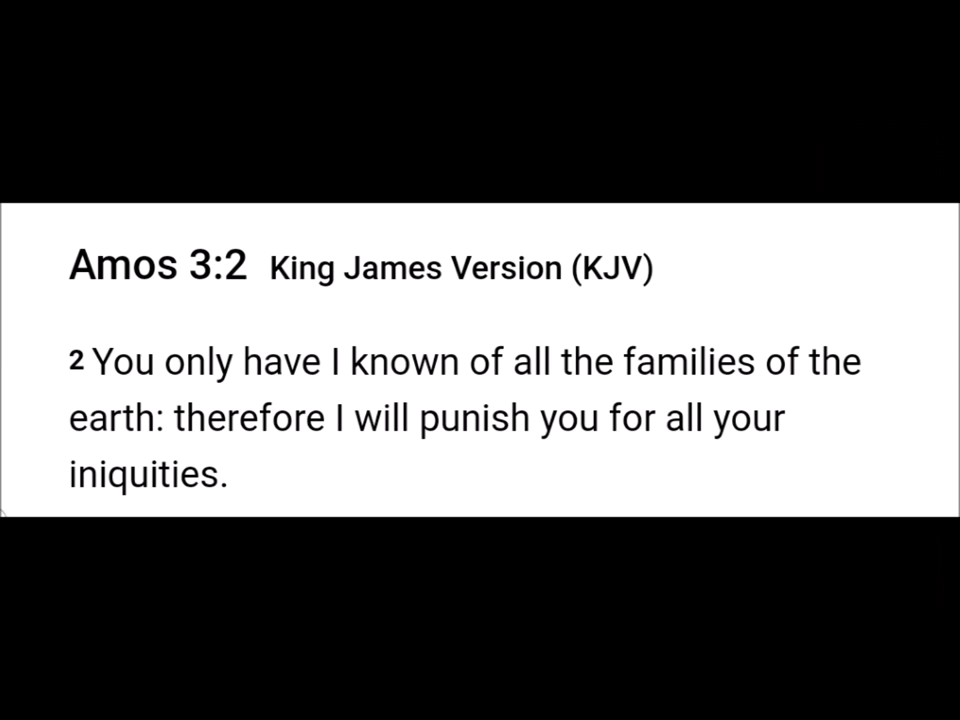 Amos 3:2 King James Version (KJV)
2 You only have I known of all the families of the
earth: therefore I will punish you for all your
iniquities.